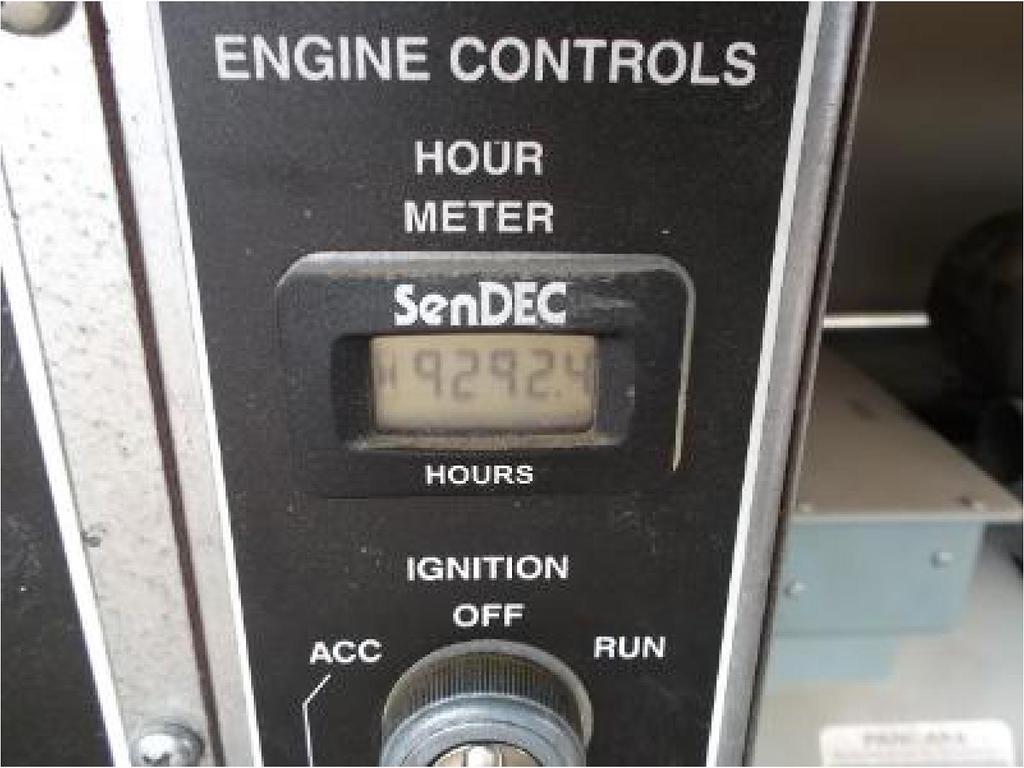 ENGINE CONTROLS
HOUR
METER
SenDEC
9292.4
HOURS
IGNITION
OFF
ACC
RUN